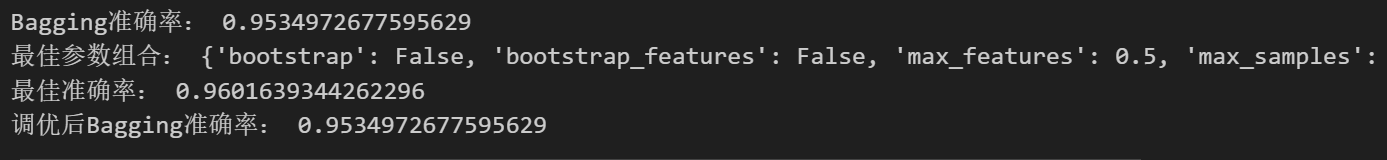 Bagging准确率： 0.9534972677595629
最佳参数组合： {'bootstrap': False, 'bootstrap_features': False, 'max_features': 0.5, 'max_samples':
最佳准确率： 0.9601639344262296
调优后Bagging准确率： 0.9534972677595629